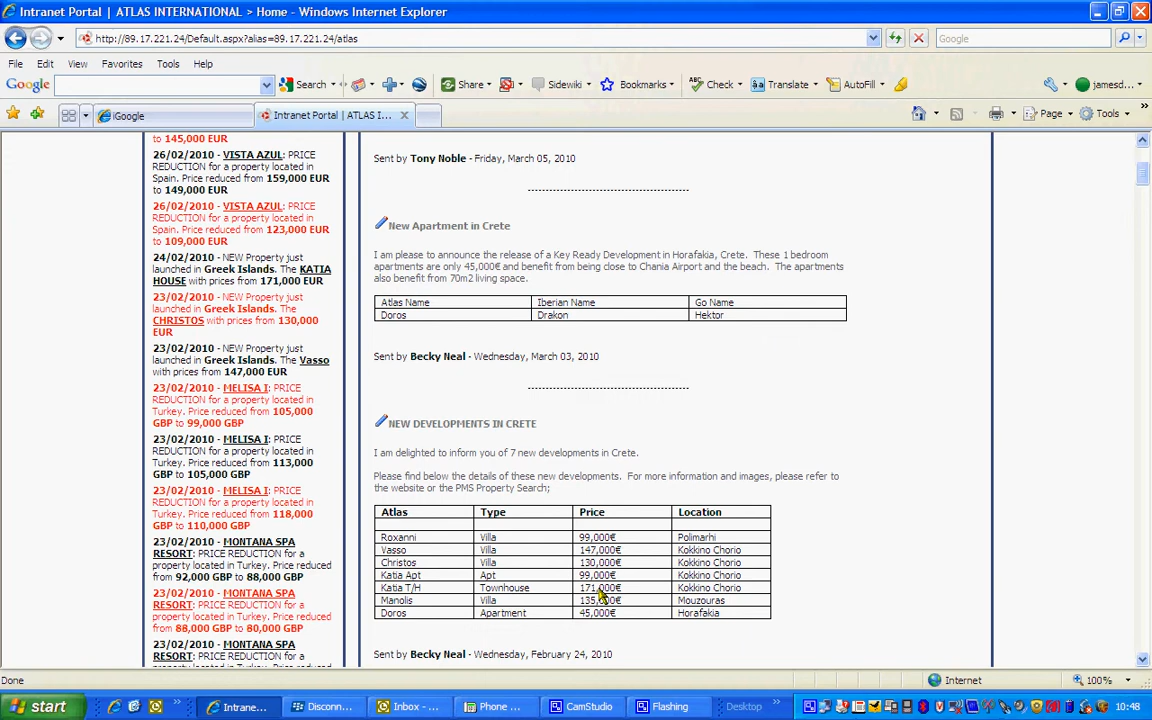 Intranet Portal | ATLAS INTERNATIONAL > Home - Windows Internet Explorer
http://89.17.221.24/Default.aspx?alias=89.17.221.24/atlas
Google
File Edit View Favorites Tools Help
Google Search Share Sidewiki Bookmarks Check Translate AutoFill jamesd...
iGoogle Intranet Portal | ATLAS I... Page Tools
to 145,000 EUR
26/02/2010 - VISTA AZUL: PRICE
REDUCTION for a property located in
Spain. Price reduced from 159,000 EUR
to 149,000 EUR
26/02/2010 - VISTA AZUL: PRICE
REDUCTION for a property located in
Spain. Price reduced from 123,000 EUR
to 109,000 EUR
24/02/2010 - NEW Property just
launched in Greek Islands. The KATIA
HOUSE with prices from 171,000 EUR
23/02/2010 - NEW Property just
launched in Greek Islands. The
CHRISTOS with prices from 130,000
EUR
23/02/2010 - NEW Property just
launched in Greek Islands. The Vasso
with prices from 147,000 EUR
23/02/2010 - MELISA I: PRICE
REDUCTION for a property located in
Turkey. Price reduced from 105,000
GBP to 99,000 GBP
23/02/2010 - MELISA I: PRICE
REDUCTION for a property located in
Turkey. Price reduced from 113,000
GBP to 105,000 GBP
23/02/2010 - MELISA I: PRICE
REDUCTION for a property located in
Turkey. Price reduced from 118,000
GBP to 110,000 GBP
23/02/2010 - MONTANA SPA
RESORT: PRICE REDUCTION for a
property located in Turkey. Price reduced
from 92,000 GBP to 88,000 GBP
23/02/2010 - MONTANA SPA
RESORT: PRICE REDUCTION for a
property located in Turkey. Price reduced
from 88,000 GBP to 80,000 GBP
23/02/2010 - MONTANA SPA
RESORT: PRICE REDUCTION for a
Sent by Tony Noble - Friday, March 05, 2010
----------------------------------------
New Apartment in Crete
I am please to announce the release of a Key Ready Development in Horafakia, Crete. These 1 bedroom
apartments are only 45,000€ and benefit from being close to Chania Airport and the beach. The apartments
also benefit from 70m2 living space.
Atlas Name Iberian Name Go Name
Doros Drakon Hektor
Sent by Becky Neal - Wednesday, March 03, 2010
----------------------------------------
NEW DEVELOPMENTS IN CRETE
I am delighted to inform you of 7 new developments in Crete.
Please find below the details of these new developments. For more information and images, please refer to
the website or the PMS Property Search;
Atlas Type Price Location
Roxanni Villa 99,000€ Polimarhi
Vasso Villa 147,000€ Kokkino Chorio
Christos Villa 130,000€ Kokkino Chorio
Katia Apt Apt 99,000€ Kokkino Chorio
Katia T/H Townhouse 171,000€ Kokkino Chorio
Manolis Villa 135,000€ Mouzouras
Doros Apartment 45,000€ Horafakia
Sent by Becky Neal - Wednesday, February 24, 2010
Done Internet 100%
start Intrane... Disconn... Inbox - ... Phone ... CamStudio Flashing Desktop 10:48